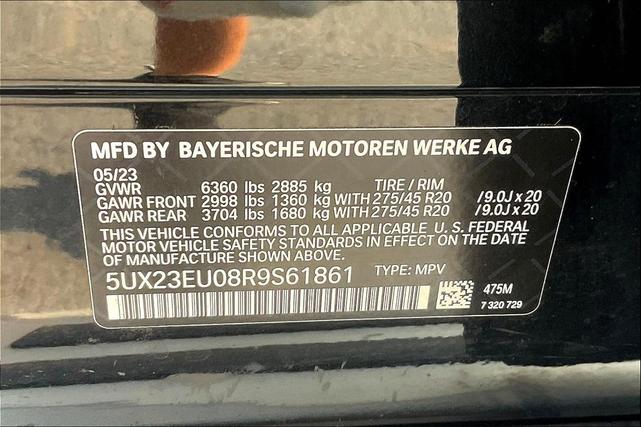 MFD BY BAYERISCHE MOTOREN WERKE AG
05/23
GVWR 6360 lbs 2885 kg TIRE / RIM
GAWR FRONT 2998 lbs 1360 kg WITH 275/45 R20 /9.0J x 20
GAWR REAR 3704 lbs 1680 kg WITH 275/45 R20 /9.0J x 20
THIS VEHICLE CONFORMS TO ALL APPLICABLE U. S. FEDERAL
MOTOR VEHICLE SAFETY STANDARDS IN EFFECT ON THE DATE
OF MANUFACTURE SHOWN ABOVE.
5UX23EU08R9S61861 TYPE: MPV
475M
7 320 729